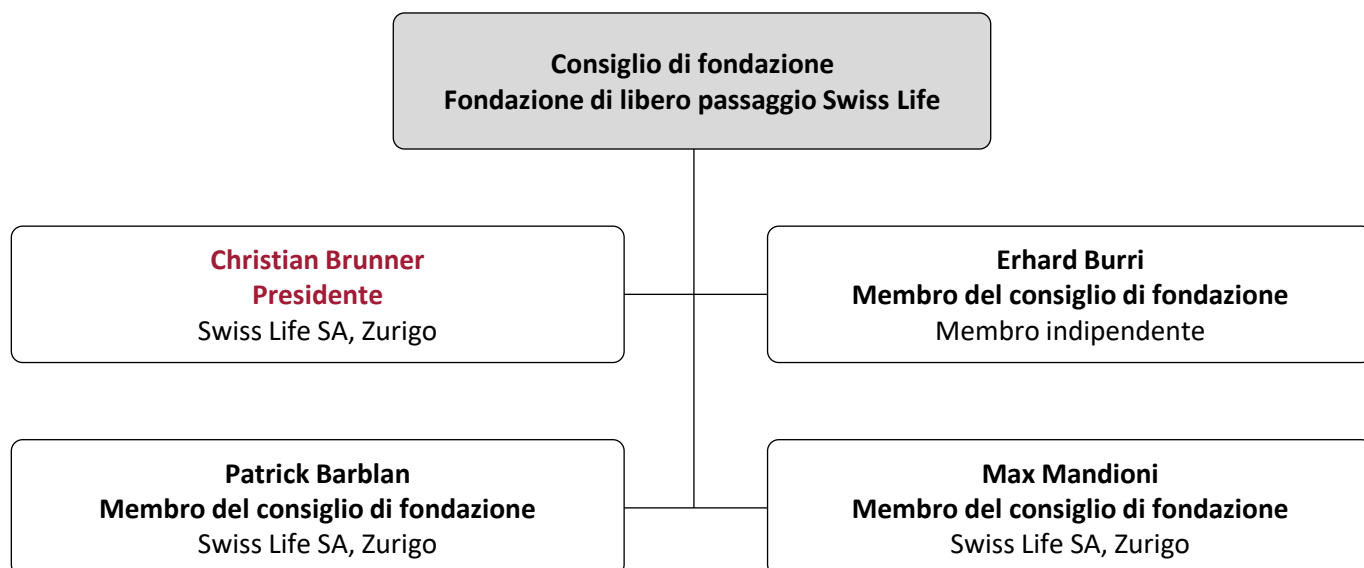 Consiglio di fondazione
Fondazione di libero passaggio Swiss Life
Christian Brunner
Presidente
Swiss Life SA, Zurigo
Erhard Burri
Membro del consiglio di fondazione
Membro indipendente
Patrick Barblan
Membro del consiglio di fondazione
Swiss Life SA, Zurigo
Max Mandioni
Membro del consiglio di fondazione
Swiss Life SA, Zurigo